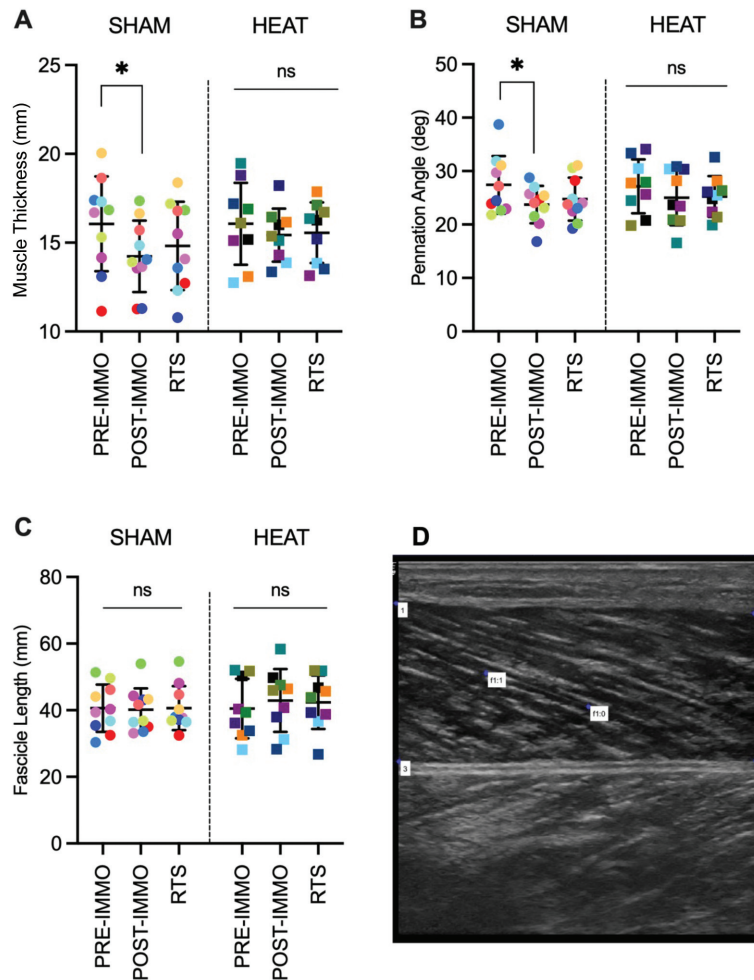 A
SHAM
HEAT
*
ns
Muscle Thickness (mm)
25
20
15
10
PRE-IMMO
POST-IMMO
RTS
PRE-IMMO
POST-IMMO
RTS
B
SHAM
HEAT
*
ns
Pennation Angle (deg)
50
40
30
20
10
0
PRE-IMMO
POST-IMMO
RTS
PRE-IMMO
POST-IMMO
RTS
C
SHAM
HEAT
ns
ns
Fascicle Length (mm)
80
60
40
20
0
PRE-IMMO
POST-IMMO
RTS
PRE-IMMO
POST-IMMO
RTS
D
1
f1:1
f1:0
3